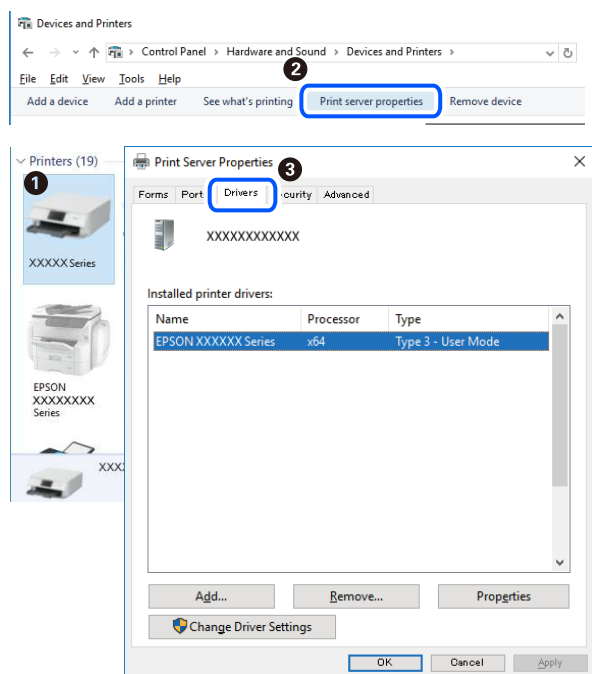 Devices and Printers
Control Panel > Hardware and Sound > Devices and Printers >
2
File Edit View Tools Help
Add a device Add a printer See what's printing Print server properties Remove device
Printers (19)
1
XXXXX Series
EPSON
XXXXXXXX
Series
XXX
Print Server Properties
3
Forms Port Drivers curity Advanced
XXXXXXXXXXXX
Installed printer drivers:
Name Processor Type
EPSON XXXXXX Series x64 Type 3 - User Mode
Add... Remove... Properties
Change Driver Settings
OK Cancel Apply